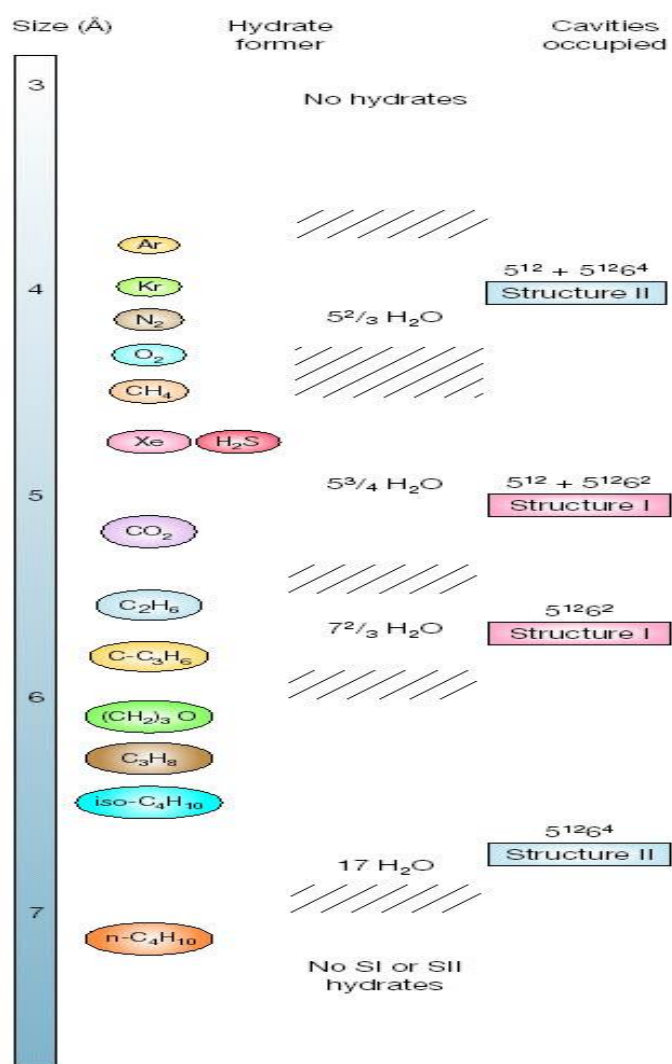 Size (Å) Hydrate former Cavities occupied
3
No hydrates
Ar
5¹² + 5¹²6⁴
4
Kr
Structure II
N₂
5²/₃ H₂O
O₂
CH₄
Xe
H₂S
5³/₄ H₂O
5¹² + 5¹²6²
5
Structure I
CO₂
C₂H₆
5¹²6²
7²/₃ H₂O
Structure I
C-C₃H₆
6
(CH₂)₃ O
C₃H₈
iso-C₄H₁₀
5¹²6⁴
Structure II
17 H₂O
7
n-C₄H₁₀
No SI or SII
hydrates